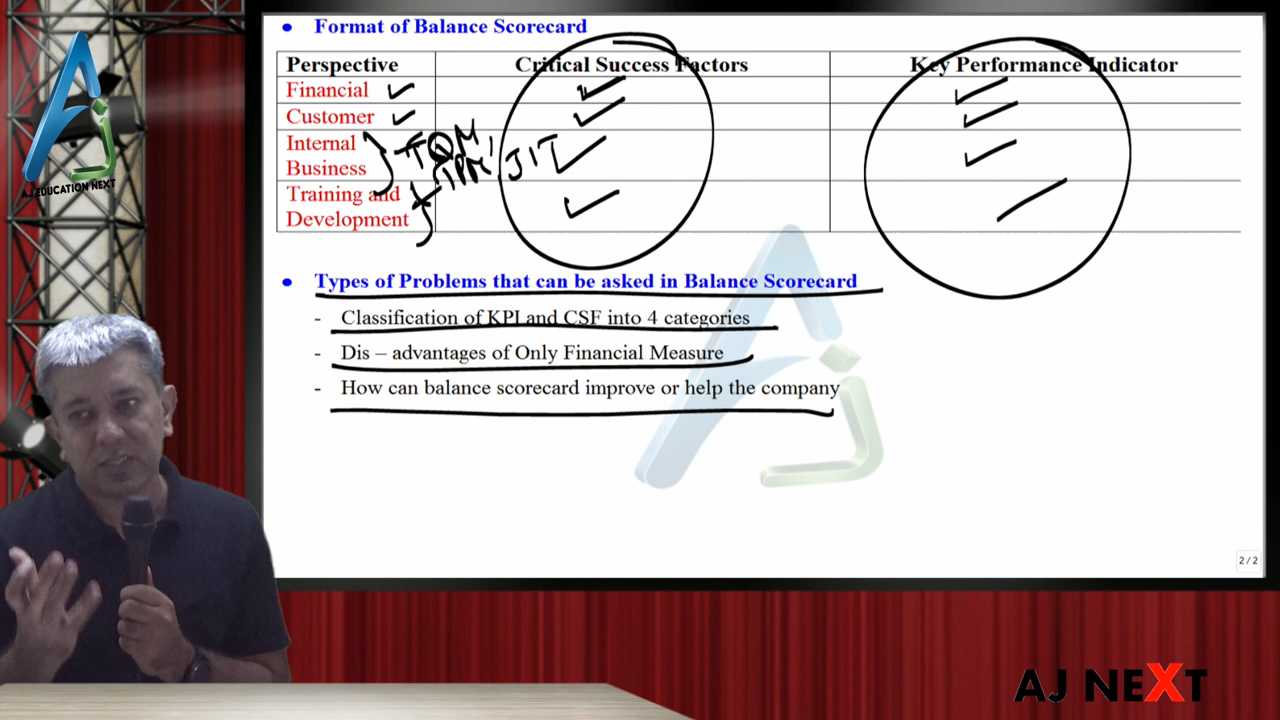 AJ EDUCATION NEXT
• Format of Balance Scorecard
Perspective Critical Success Factors Key Performance Indicator
Financial
Customer
Internal
Business
Training and
Development
TQM,
TPM, JIT
• Types of Problems that can be asked in Balance Scorecard
- Classification of KPI and CSF into 4 categories
- Dis – advantages of Only Financial Measure
- How can balance scorecard improve or help the company
2 / 2
AJ NEXT